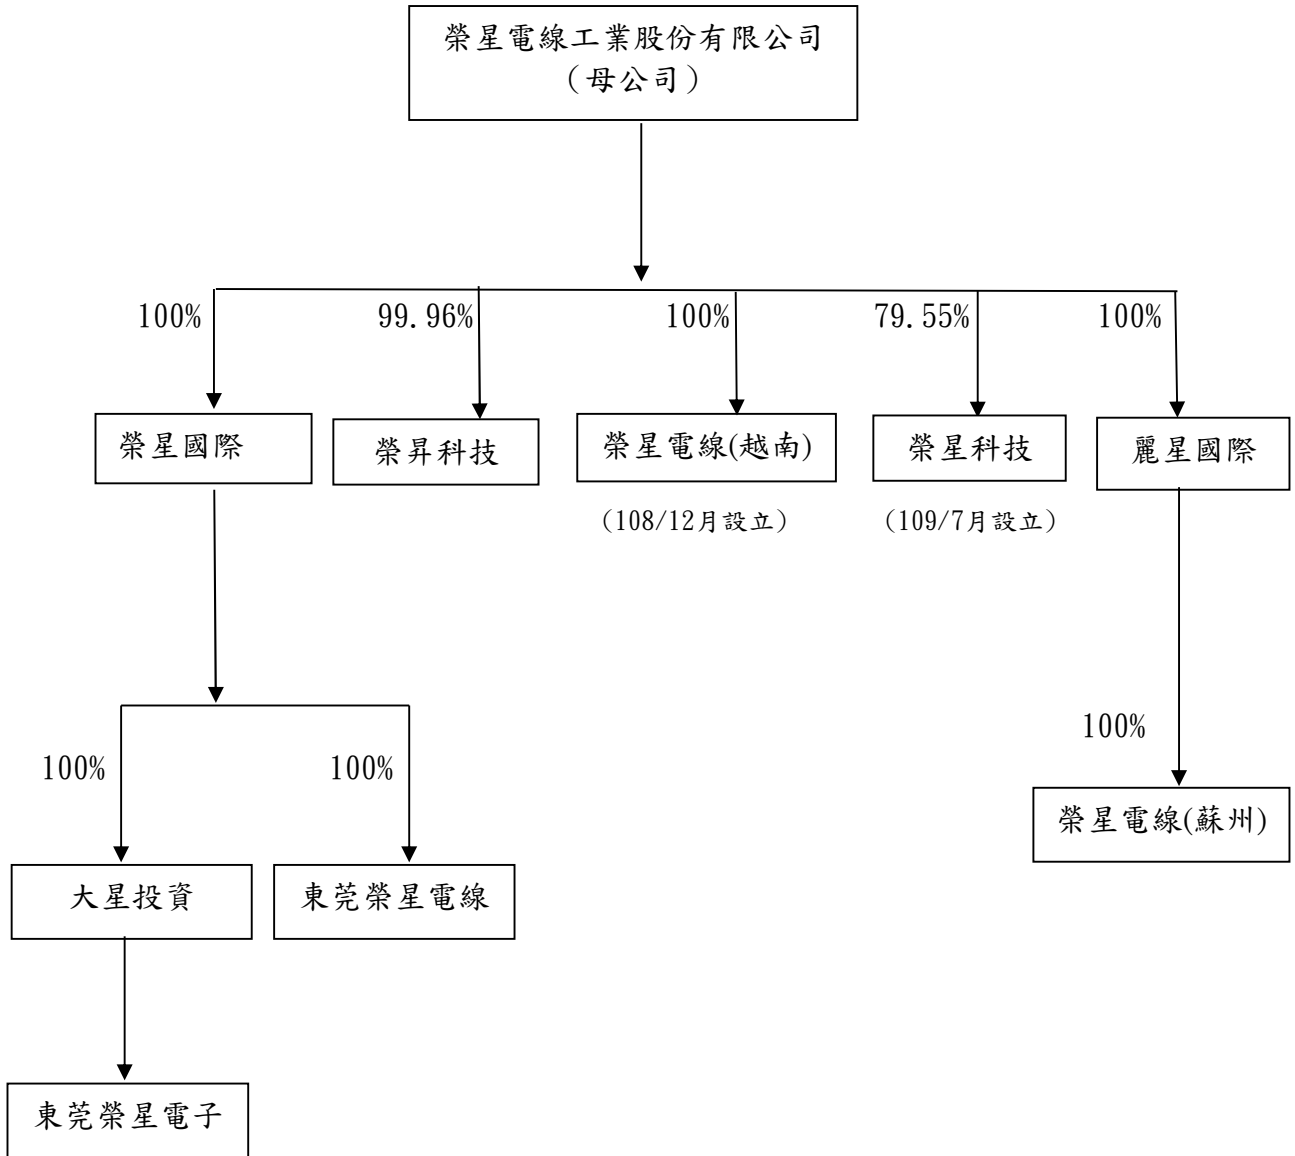 榮星電線工業股份有限公司
（母公司）
100%
99.96%
100%
79.55%
100%
榮星國際
榮昇科技
榮星電線(越南)
榮星科技
麗星國際
（108/12月設立）
（109/7月設立）
100%
100%
100%
榮星電線(蘇州)
大星投資
東莞榮星電線
東莞榮星電子